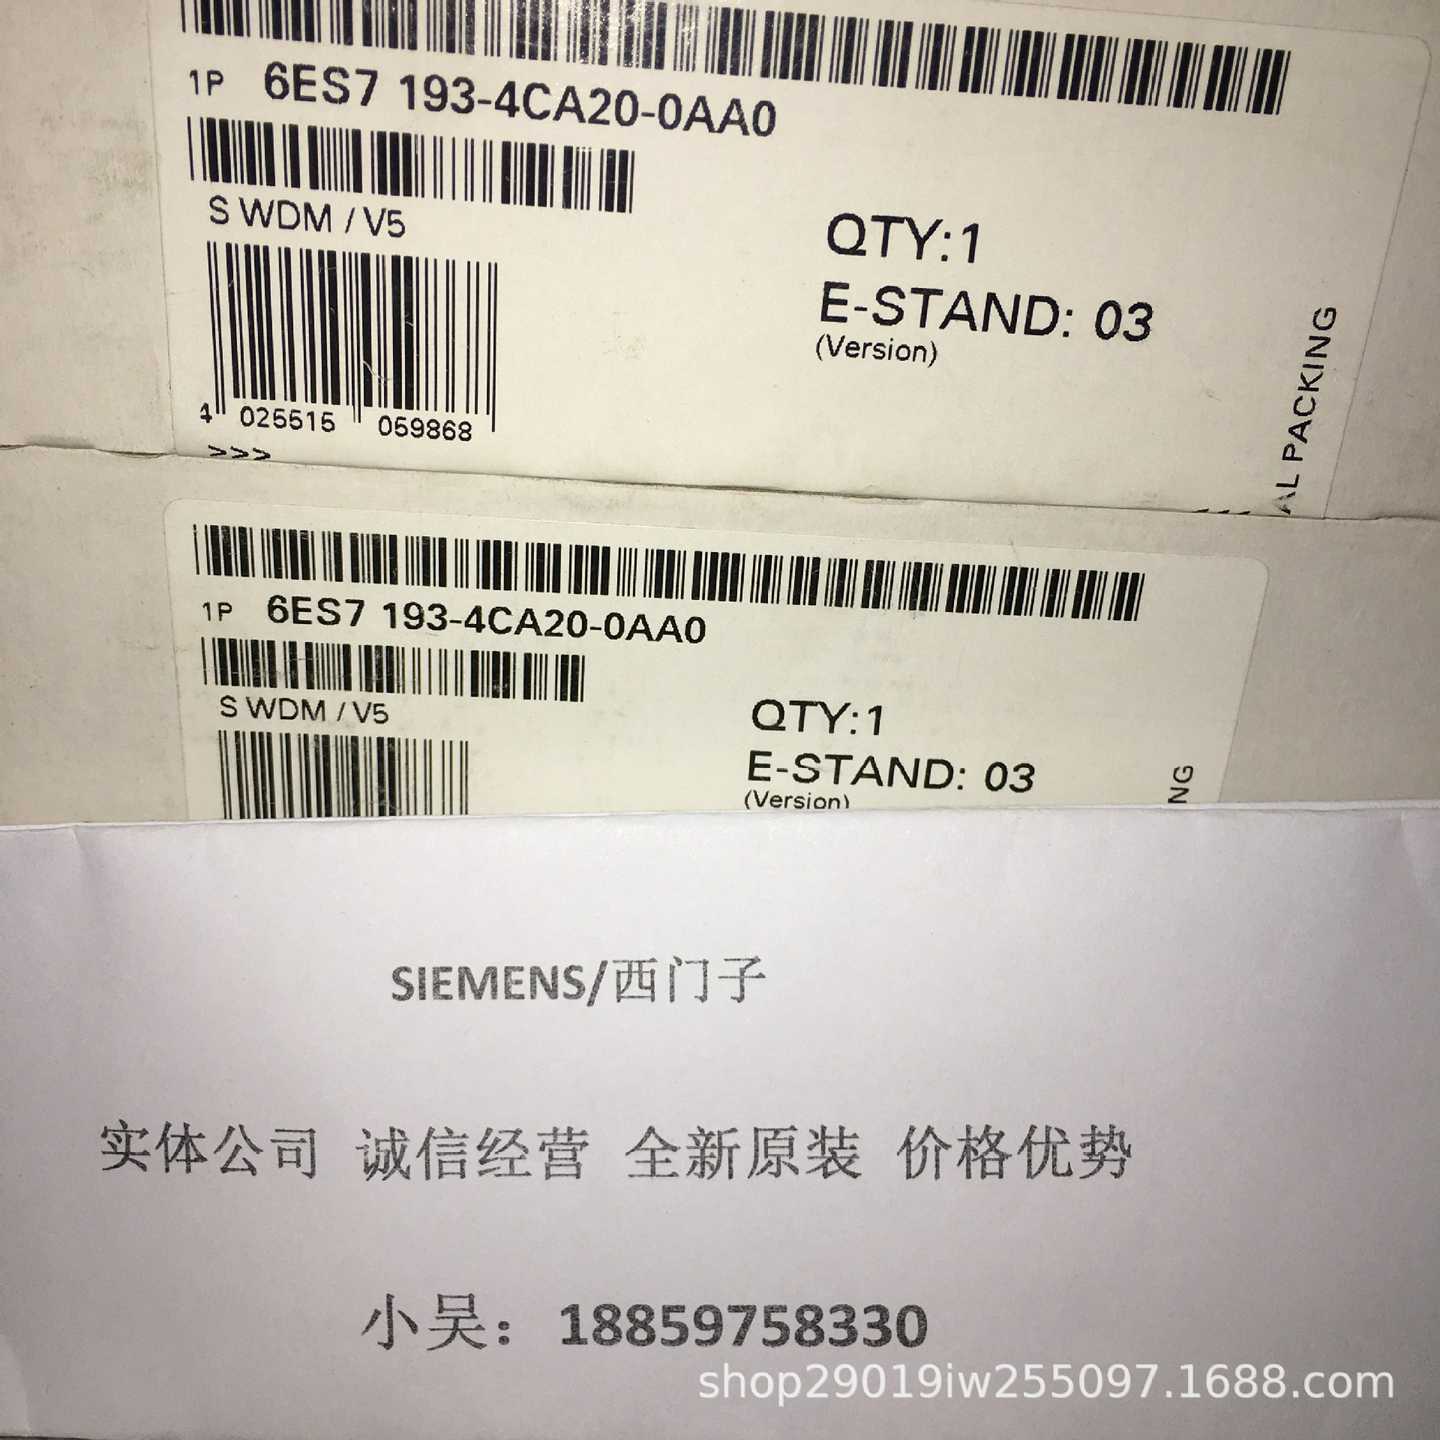 1P 6ES7 193-4CA20-0AA0
S WDM / V5
QTY:1
E-STAND: 03
(Version)
4 025515 059868
>>>
AL PACKING
1P 6ES7 193-4CA20-0AA0
S WDM / V5
QTY:1
E-STAND: 03
(Version)
NG
SIEMENS/西门子
实体公司 诚信经营 全新原装 价格优势
小吴：18859758330
shop29019iw255097.1688.com